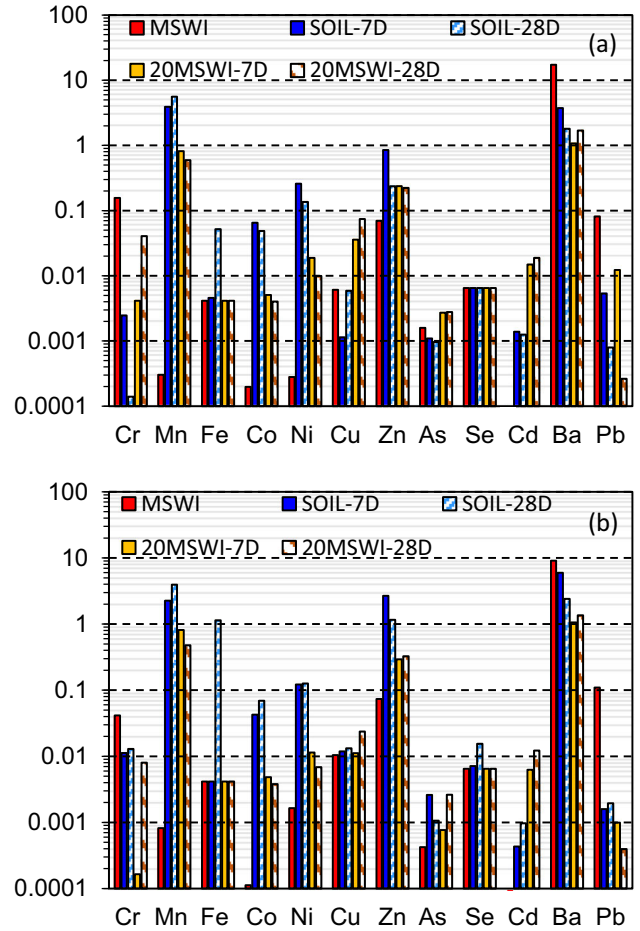 MSWI SOIL-7D SOIL-28D (a)
20MSWI-7D 20MSWI-28D
100
10
1
0.1
0.01
0.001
0.0001
Cr Mn Fe Co Ni Cu Zn As Se Cd Ba Pb
MSWI SOIL-7D SOIL-28D (b)
20MSWI-7D 20MSWI-28D
100
10
1
0.1
0.01
0.001
0.0001
Cr Mn Fe Co Ni Cu Zn As Se Cd Ba Pb